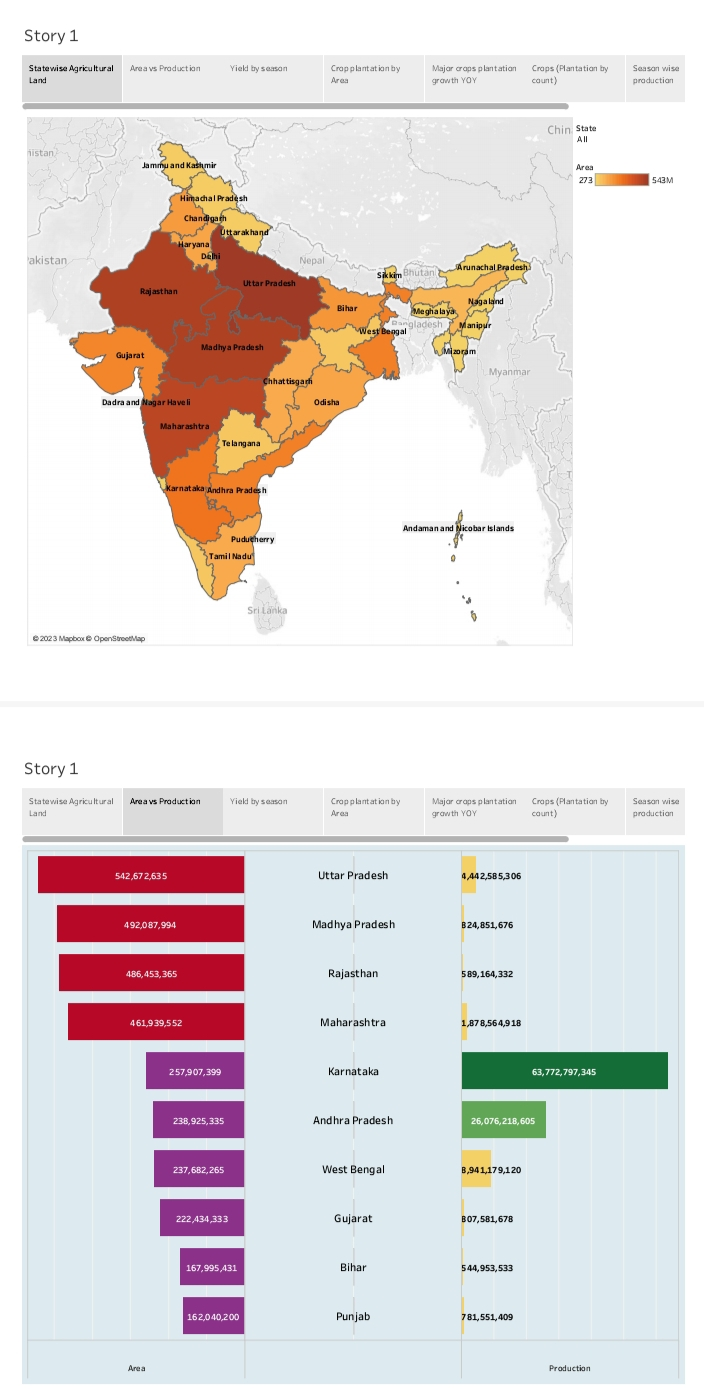 Story 1
Statewise Agricultural Land
Area vs Production
Yield by season
Crop plantation by Area
Major crops plantation growth YOY
Crops (Plantation by count)
Season wise production
Chin
State
All
Area
273
543M
nistan
Jammu and Kashmir
Himachal Pradesh
Chandigarh
Uttarakhand
Haryana
Delhi
Pakistan
Nepal
Sikkim
Bhutan
Arunachal Pradesh
Rajasthan
Uttar Pradesh
Bihar
Nagaland
Meghalaya
Bangladesh
Manipur
West Bengal
Madhya Pradesh
Mizoram
Gujarat
Myanmar
Chhattisgarh
Dadra and Nagar Haveli
Odisha
Maharashtra
Telangana
Karnataka
Andhra Pradesh
Andaman and Nicobar Islands
Puducherry
Tamil Nadu
Sri Lanka
© 2023 Mapbox © OpenStreetMap
Story 1
Statewise Agricultural Land
Area vs Production
Yield by season
Crop plantation by Area
Major crops plantation growth YOY
Crops (Plantation by count)
Season wise production
542,672,635 Uttar Pradesh 4,442,585,306
492,087,994 Madhya Pradesh 824,851,676
486,453,365 Rajasthan 589,164,332
461,939,552 Maharashtra 1,878,564,918
257,907,399 Karnataka 63,772,797,345
238,925,335 Andhra Pradesh 26,076,218,605
237,682,265 West Bengal 8,941,179,120
222,434,333 Gujarat 807,581,678
167,995,431 Bihar 544,953,533
162,040,200 Punjab 781,551,409
Area Production